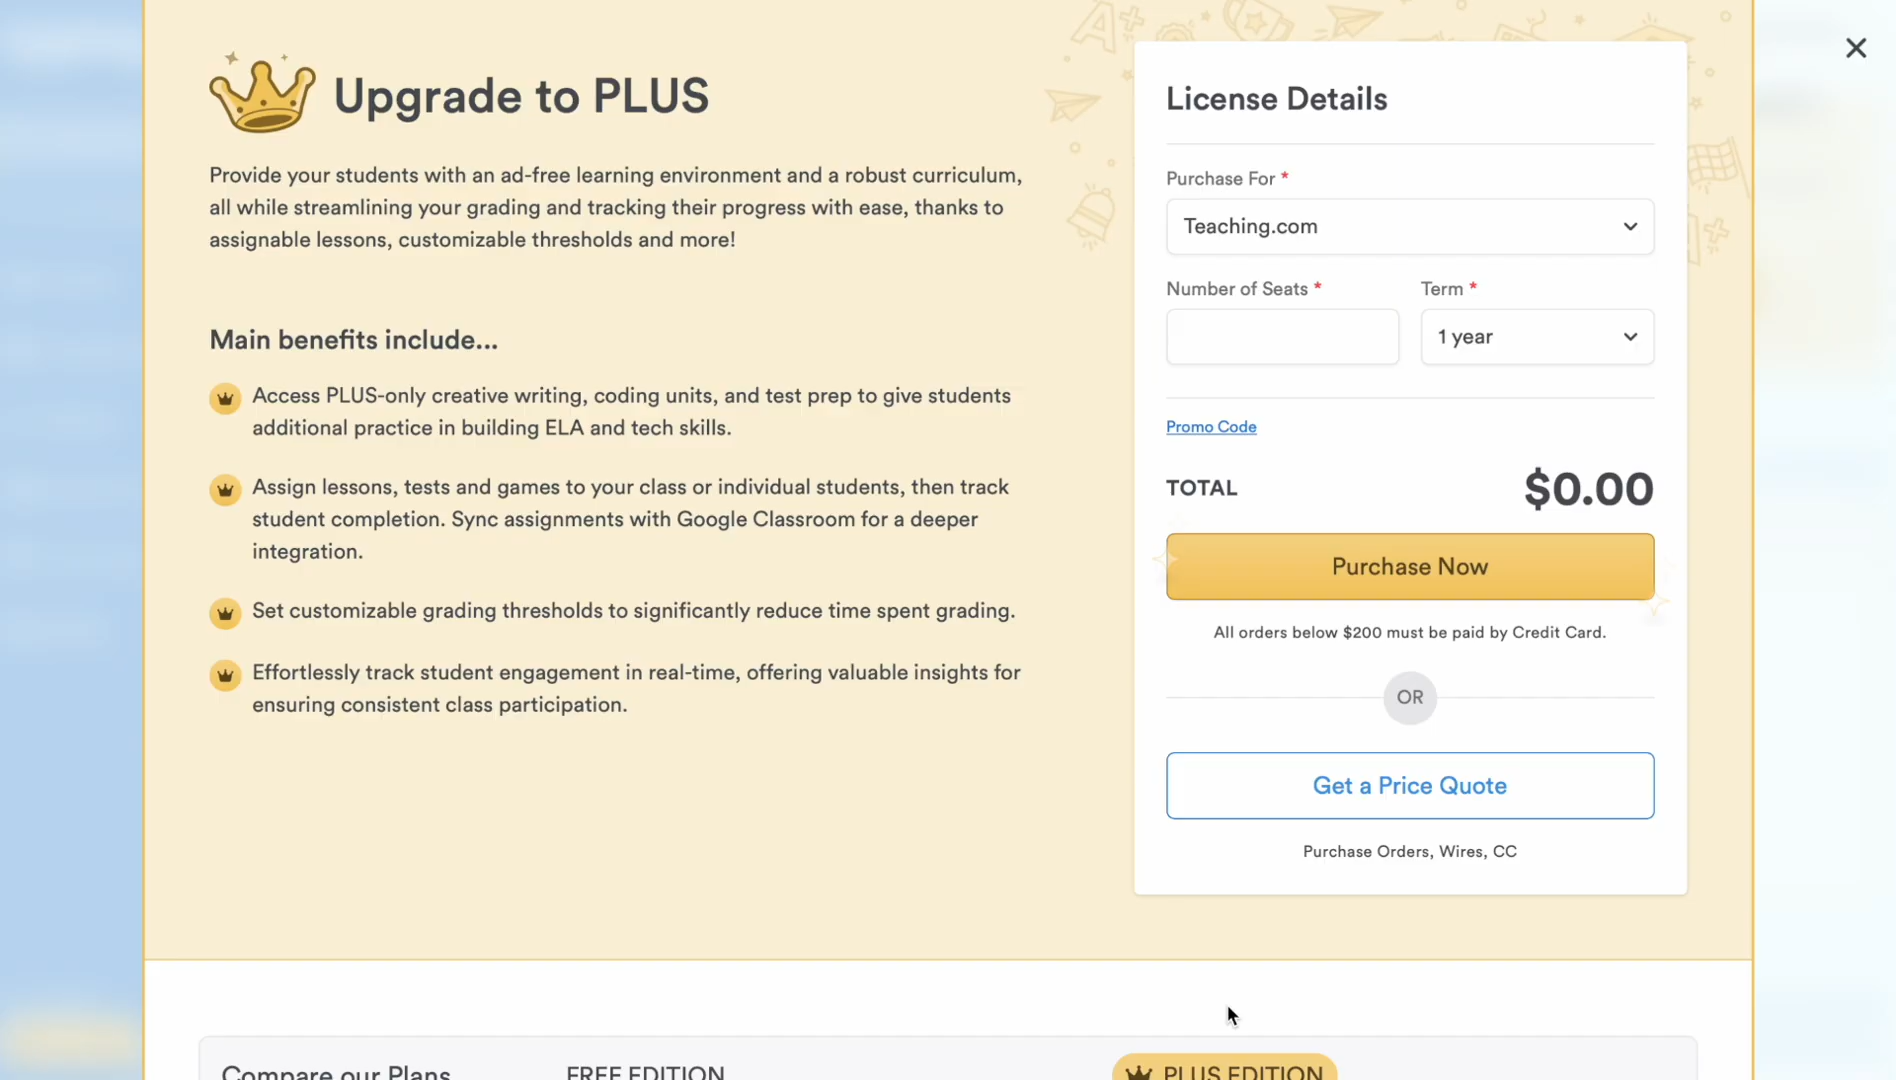 Upgrade to PLUS
Provide your students with an ad-free learning environment and a robust curriculum,
all while streamlining your grading and tracking their progress with ease, thanks to
assignable lessons, customizable thresholds and more!
Main benefits include...
Access PLUS-only creative writing, coding units, and test prep to give students
additional practice in building ELA and tech skills.
Assign lessons, tests and games to your class or individual students, then track
student completion. Sync assignments with Google Classroom for a deeper
integration.
Set customizable grading thresholds to significantly reduce time spent grading.
Effortlessly track student engagement in real-time, offering valuable insights for
ensuring consistent class participation.
License Details
Purchase For *
Teaching.com
Number of Seats * Term *
1 year
Promo Code
TOTAL $0.00
Purchase Now
All orders below $200 must be paid by Credit Card.
OR
Get a Price Quote
Purchase Orders, Wires, CC
Compare our Plans FREE EDITION PLUS EDITION